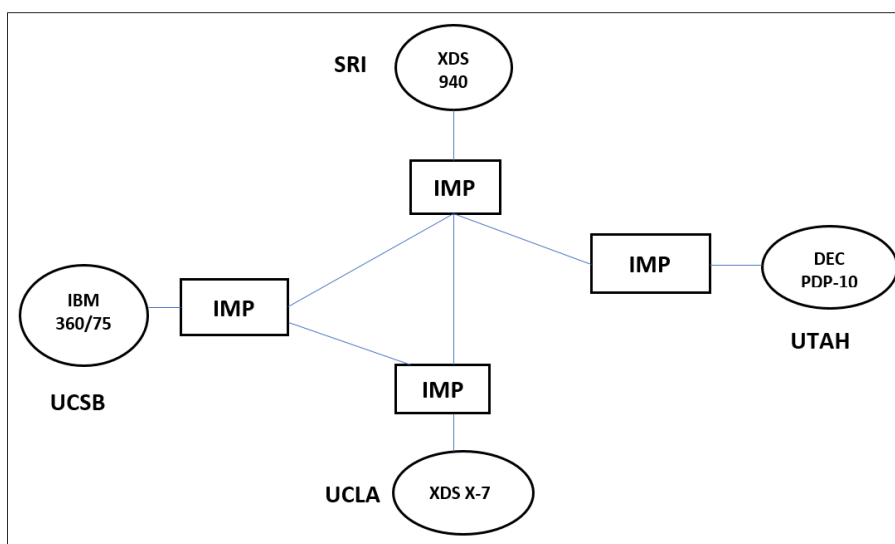 SRI
XDS
940
IMP
IMP
DEC
PDP-10
UTAH
IBM
360/75
IMP
UCSB
IMP
UCLA
XDS X-7